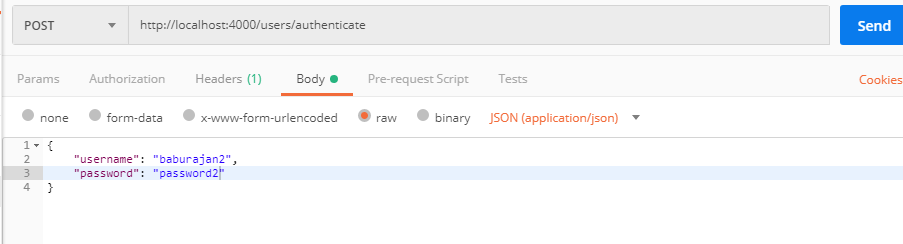 POST http://localhost:4000/users/authenticate Send
Params Authorization Headers (1) Body Pre-request Script Tests Cookies
none form-data x-www-form-urlencoded raw binary JSON (application/json)
1 {
2 "username": "baburajan2",
3 "password": "password2"
4 }